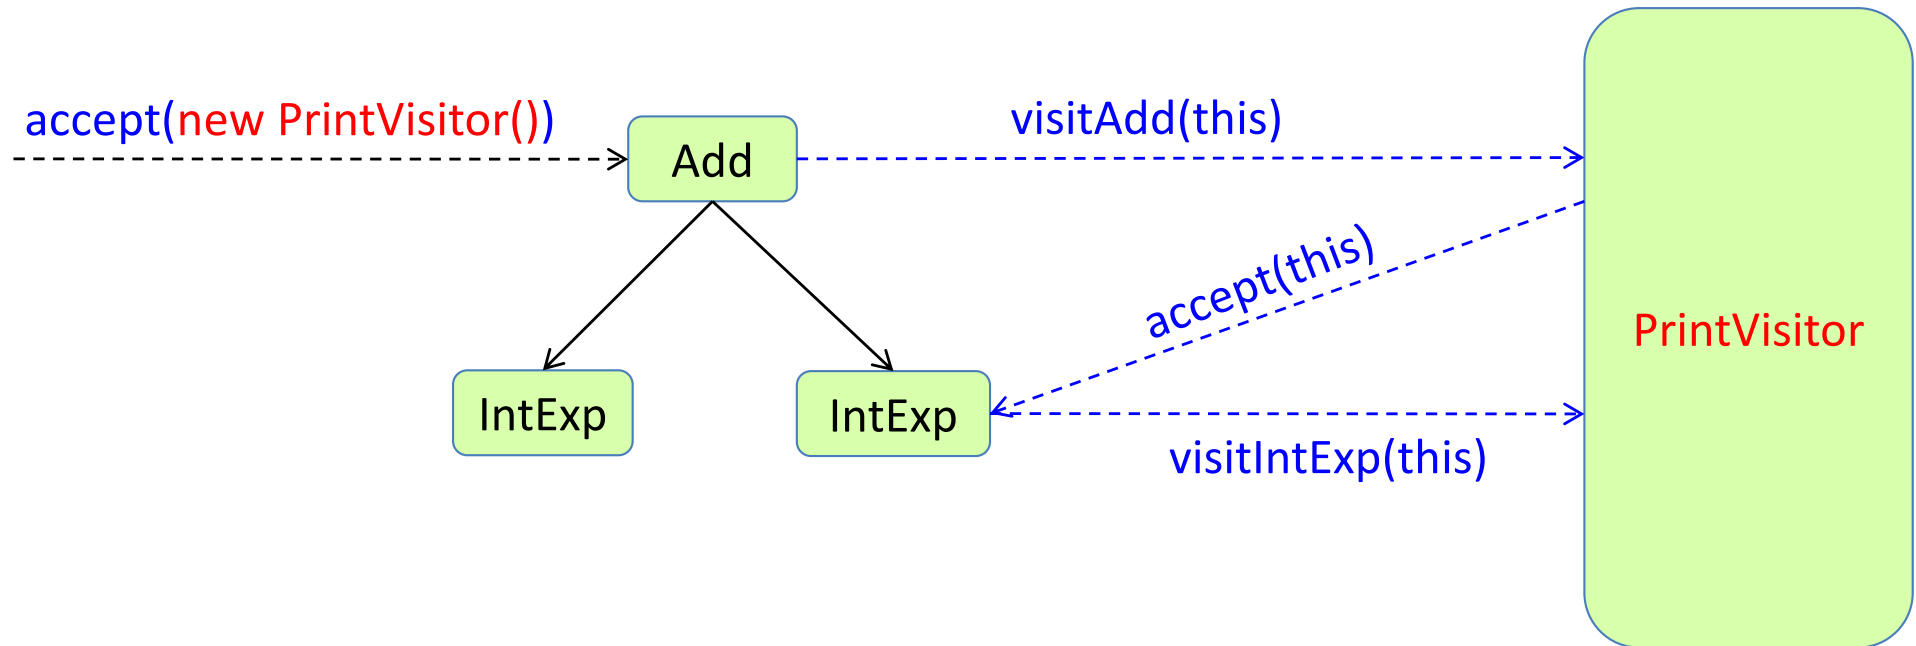 accept(new PrintVisitor())
visitAdd(this)
Add
accept(this)
PrintVisitor
IntExp
IntExp
visitIntExp(this)